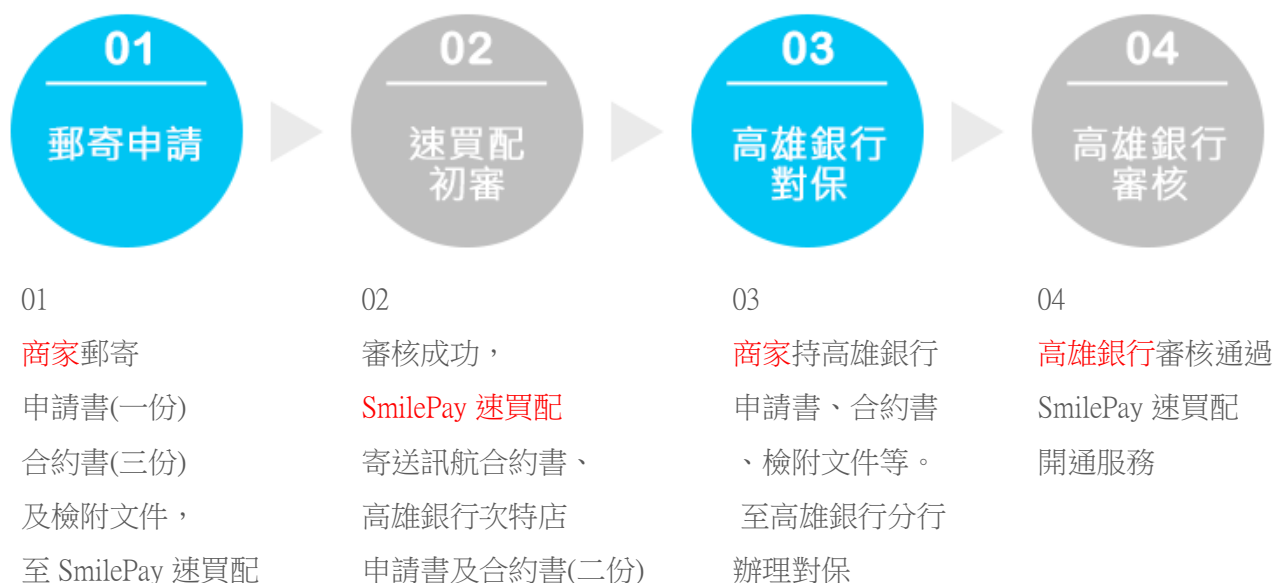 01
郵寄申請
02
速買配
初審
03
高雄銀行
對保
04
高雄銀行
審核
01
商家郵寄
申請書(一份)
合約書(三份)
及檢附文件，
至 SmilePay 速買配
02
審核成功，
SmilePay 速買配
寄送訊航合約書、
高雄銀行次特店
申請書及合約書(二份)
03
商家持高雄銀行
申請書、合約書
、檢附文件等。
至高雄銀行分行
辦理對保
04
高雄銀行審核通過
SmilePay 速買配
開通服務